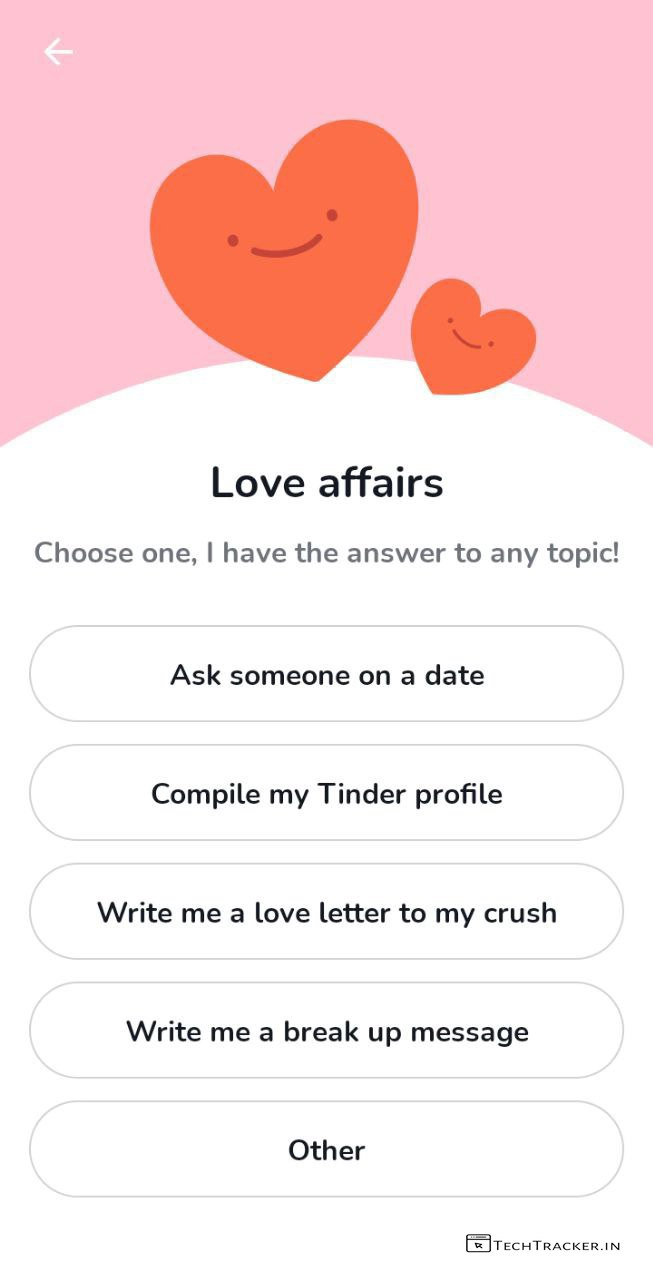 Love affairs
Choose one, I have the answer to any topic!
Ask someone on a date
Compile my Tinder profile
Write me a love letter to my crush
Write me a break up message
Other
TECHTRACKER.IN